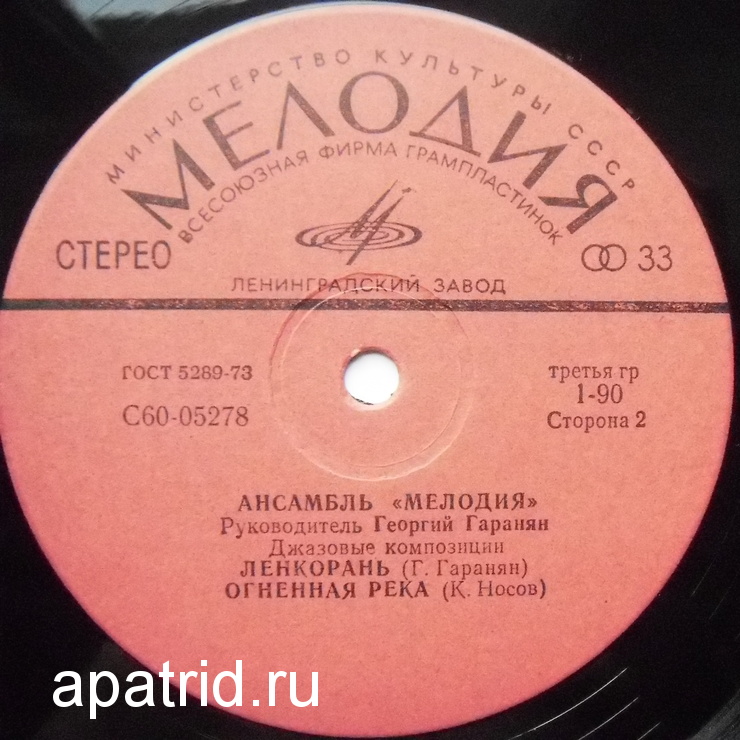 МИНИСТЕРСТВО КУЛЬТУРЫ СССР
МЕЛОДИЯ
ВСЕСОЮЗНАЯ ФИРМА ГРАМПЛАСТИНОК
СТЕРЕО
33
ЛЕНИНГРАДСКИЙ ЗАВОД
ГОСТ 5289-73
третья гр
С60-05278
1-90
Сторона 2
АНСАМБЛЬ «МЕЛОДИЯ»
Руководитель Георгий Гаранян
Джазовые композиции
ЛЕНКОРАНЬ (Г. Гаранян)
ОГНЕННАЯ РЕКА (К. Носов)
apatrid.ru